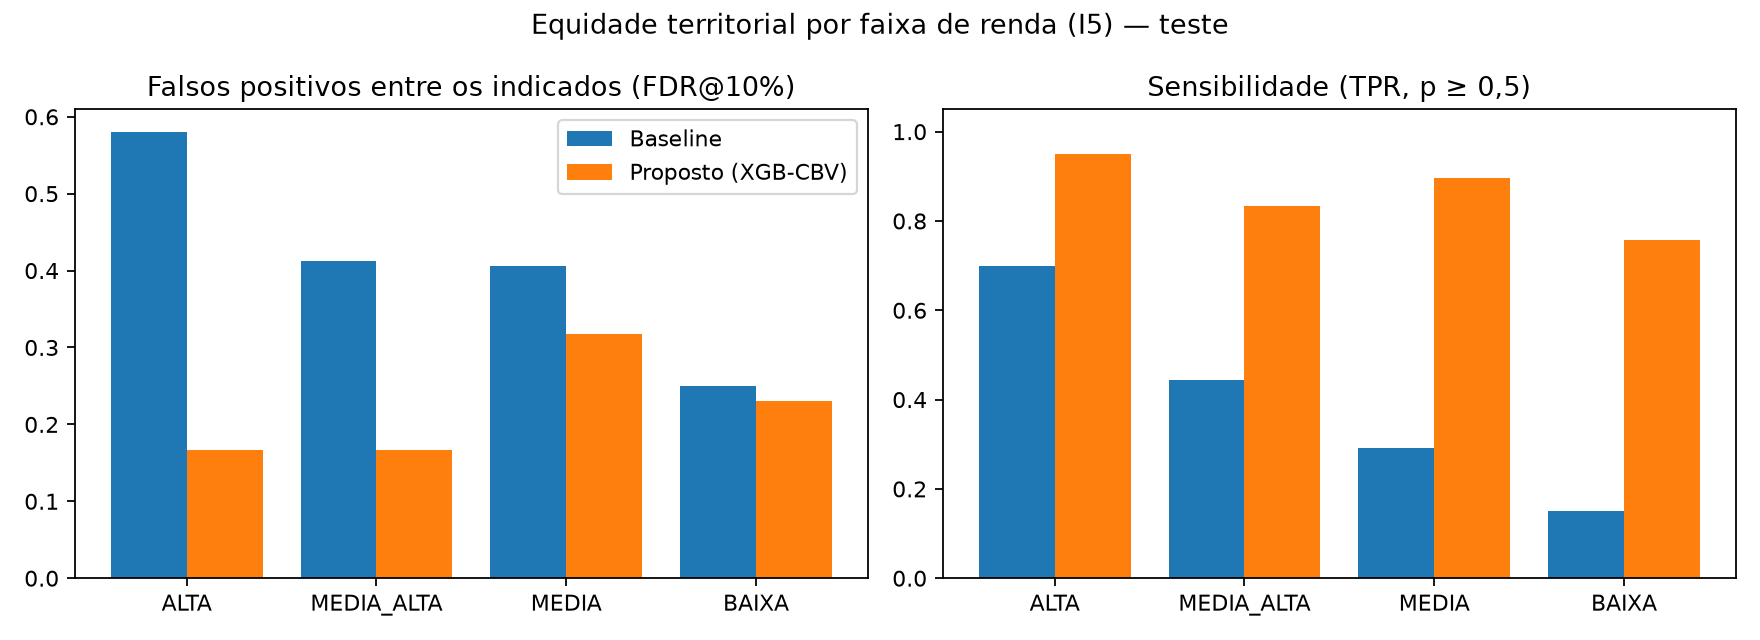 Equidade territorial por faixa de renda (I5) — teste
Falsos positivos entre os indicados (FDR@10%)
0.6
0.5
0.4
0.3
0.2
0.1
0.0
Baseline
Proposto (XGB-CBV)
ALTA MEDIA_ALTA MEDIA BAIXA
Sensibilidade (TPR, p ≥ 0,5)
1.0
0.8
0.6
0.4
0.2
0.0
ALTA MEDIA_ALTA MEDIA BAIXA